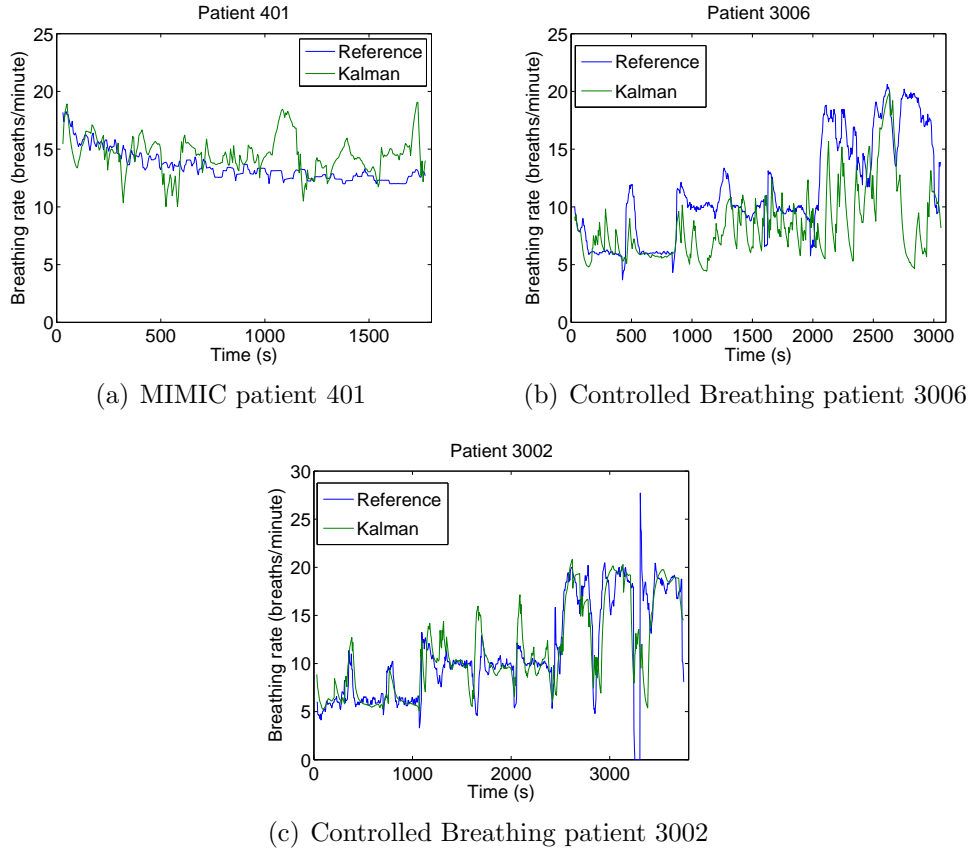 Patient 401
Breathing rate (breaths/minute)
25
20
15
10
5
0
Reference
Kalman
0 500 1000 1500
Time (s)
(a) MIMIC patient 401
Patient 3006
Breathing rate (breaths/minute)
25
20
15
10
5
0
Reference
Kalman
0 500 1000 1500 2000 2500 3000
Time (s)
(b) Controlled Breathing patient 3006
Patient 3002
Breathing rate (breaths/minute)
30
25
20
15
10
5
0
Reference
Kalman
0 1000 2000 3000
Time (s)
(c) Controlled Breathing patient 3002